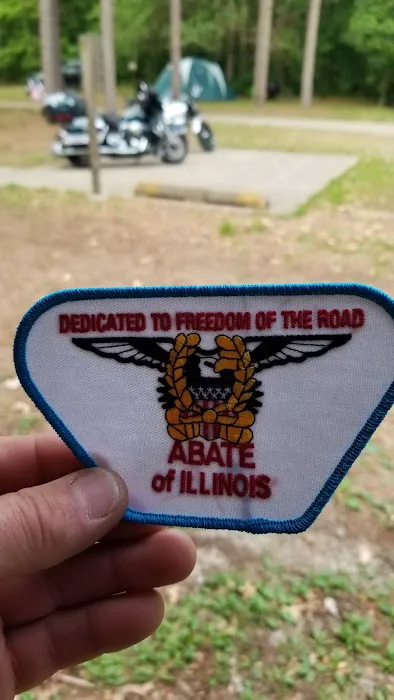 DEDICATED TO FREEDOM OF THE ROAD
ABATE
of ILLINOIS